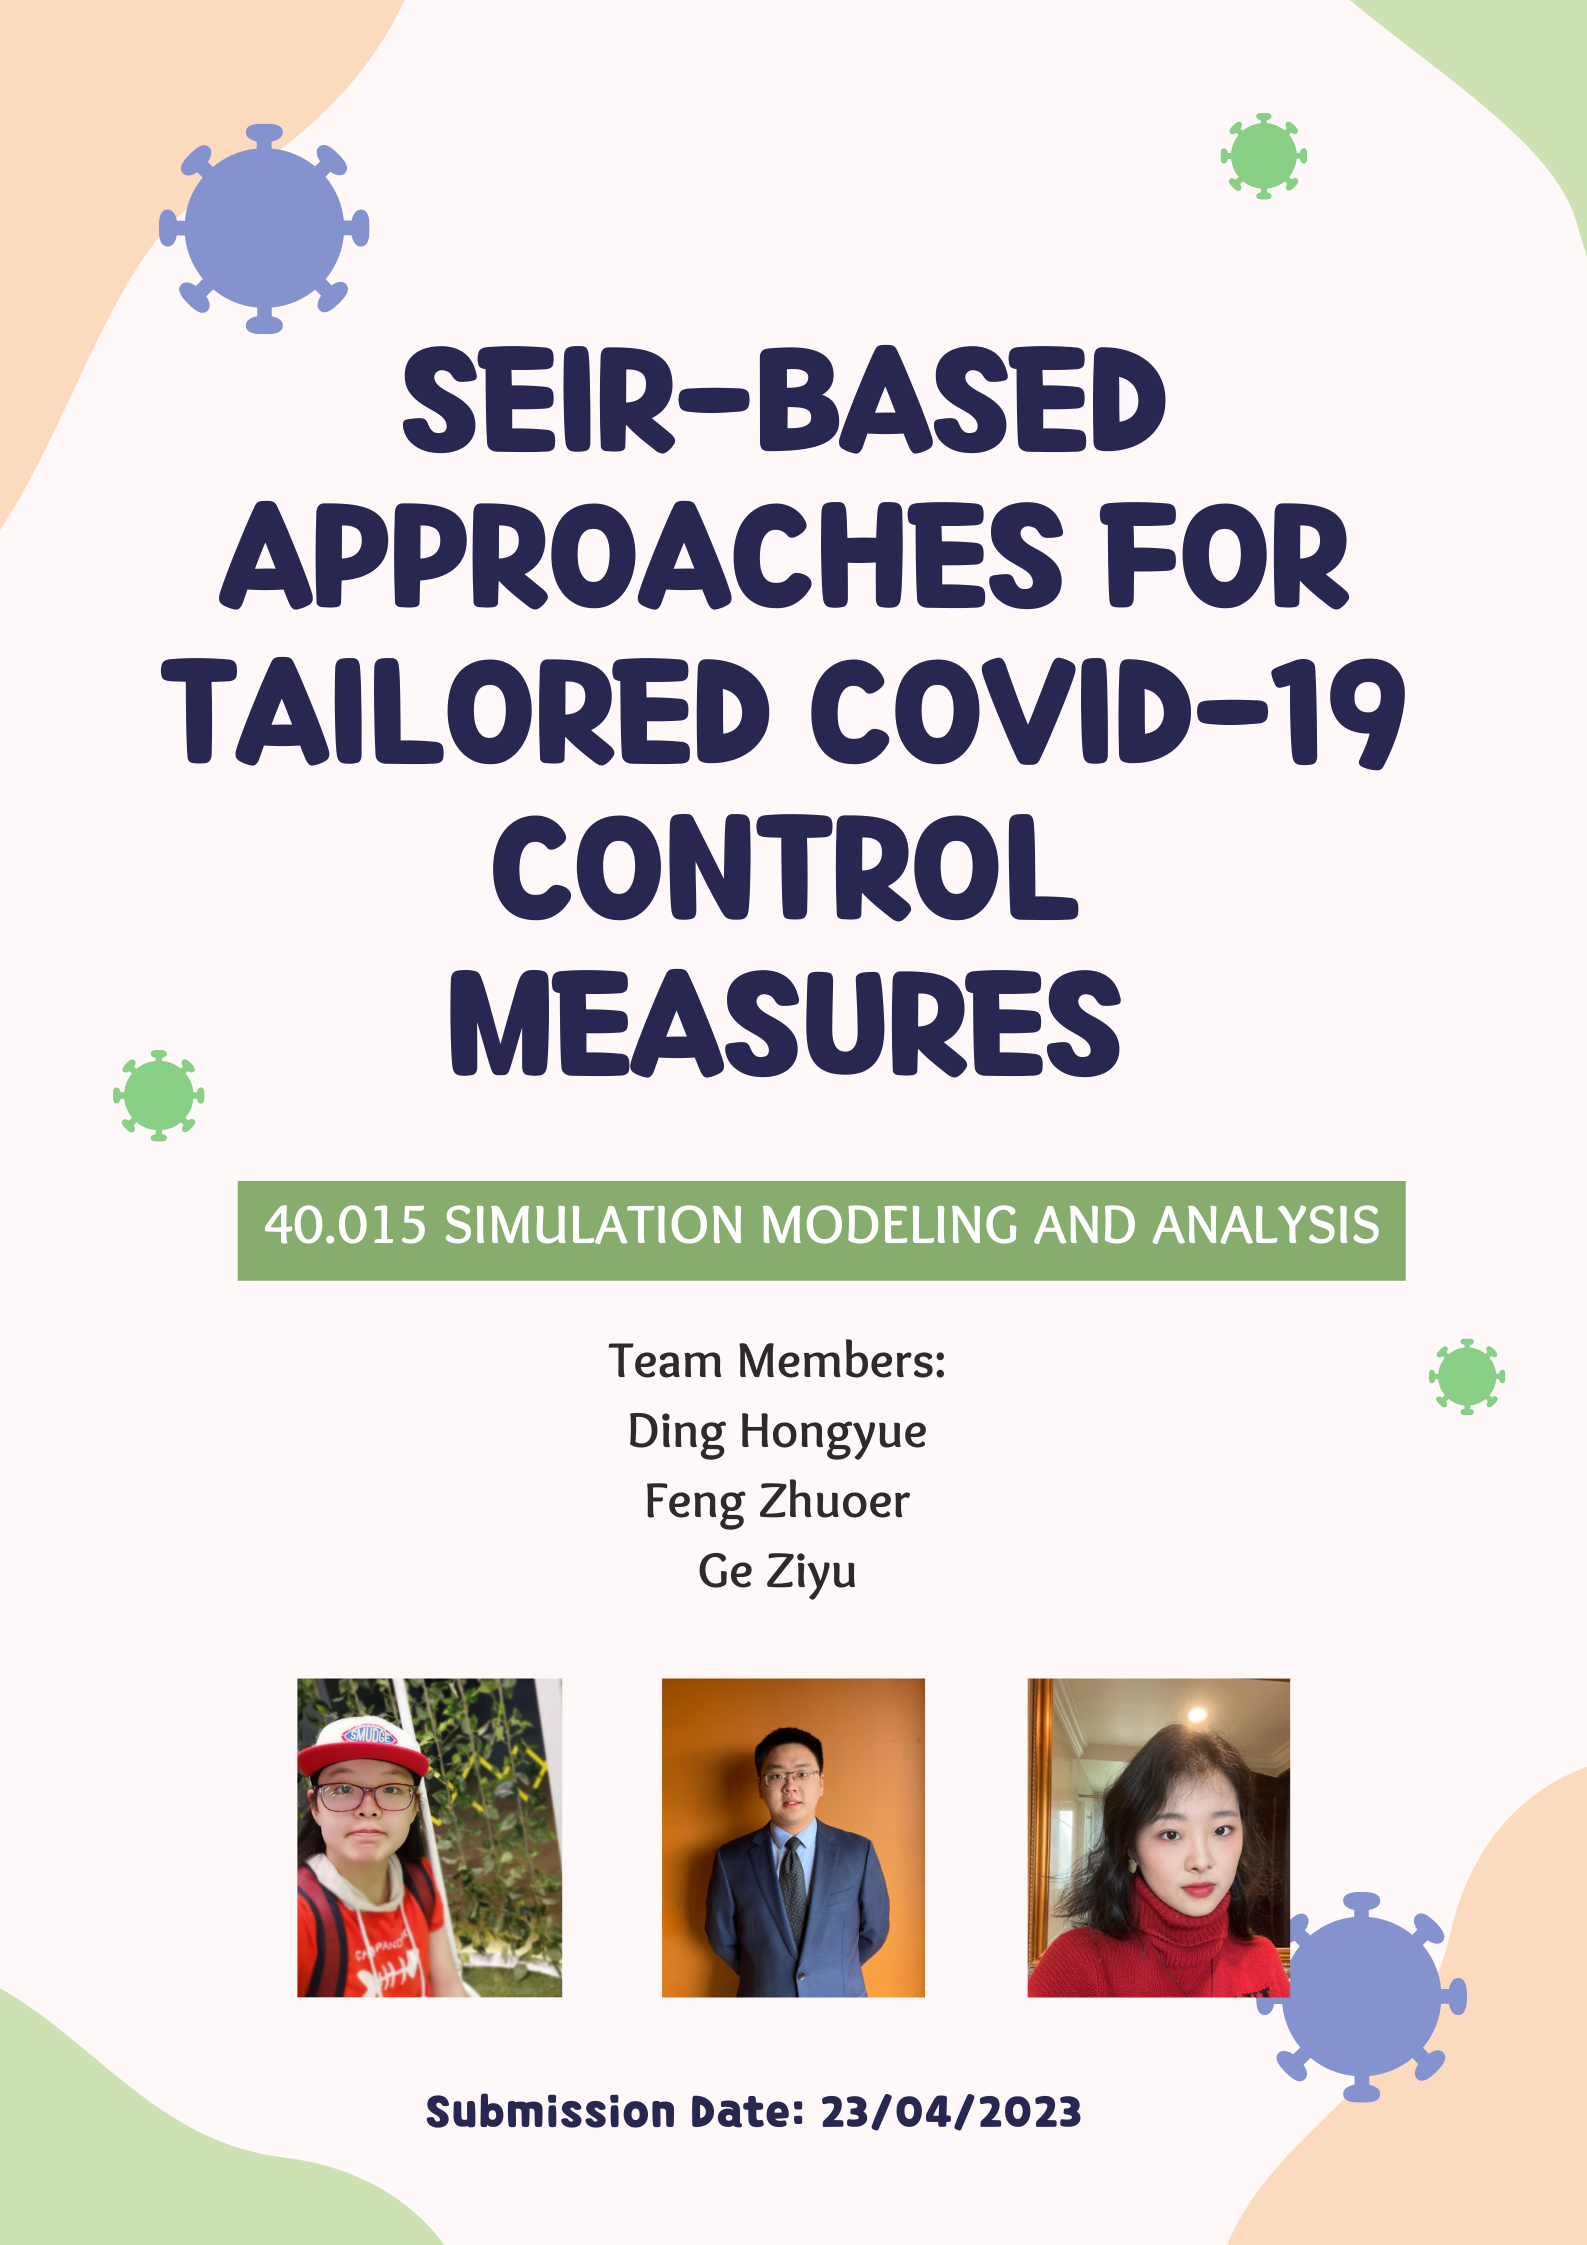 SEIR-BASED
APPROACHES FOR
TAILORED COVID-19
CONTROL
MEASURES
40.015 SIMULATION MODELING AND ANALYSIS
Team Members:
Ding Hongyue
Feng Zhuoer
Ge Ziyu
SMUDGE
Submission Date: 23/04/2023